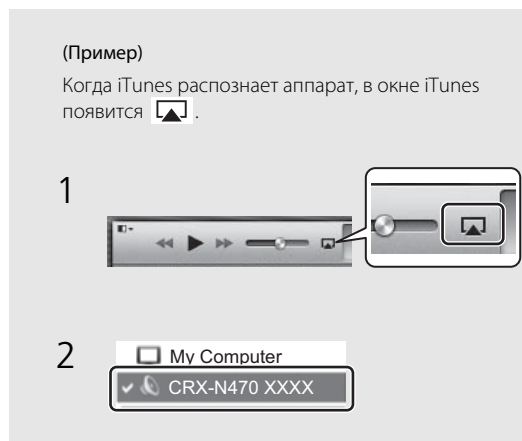 (Пример)
Когда iTunes распознает аппарат, в окне iTunes
появится .
1
2
My Computer
CRX-N470 XXXX